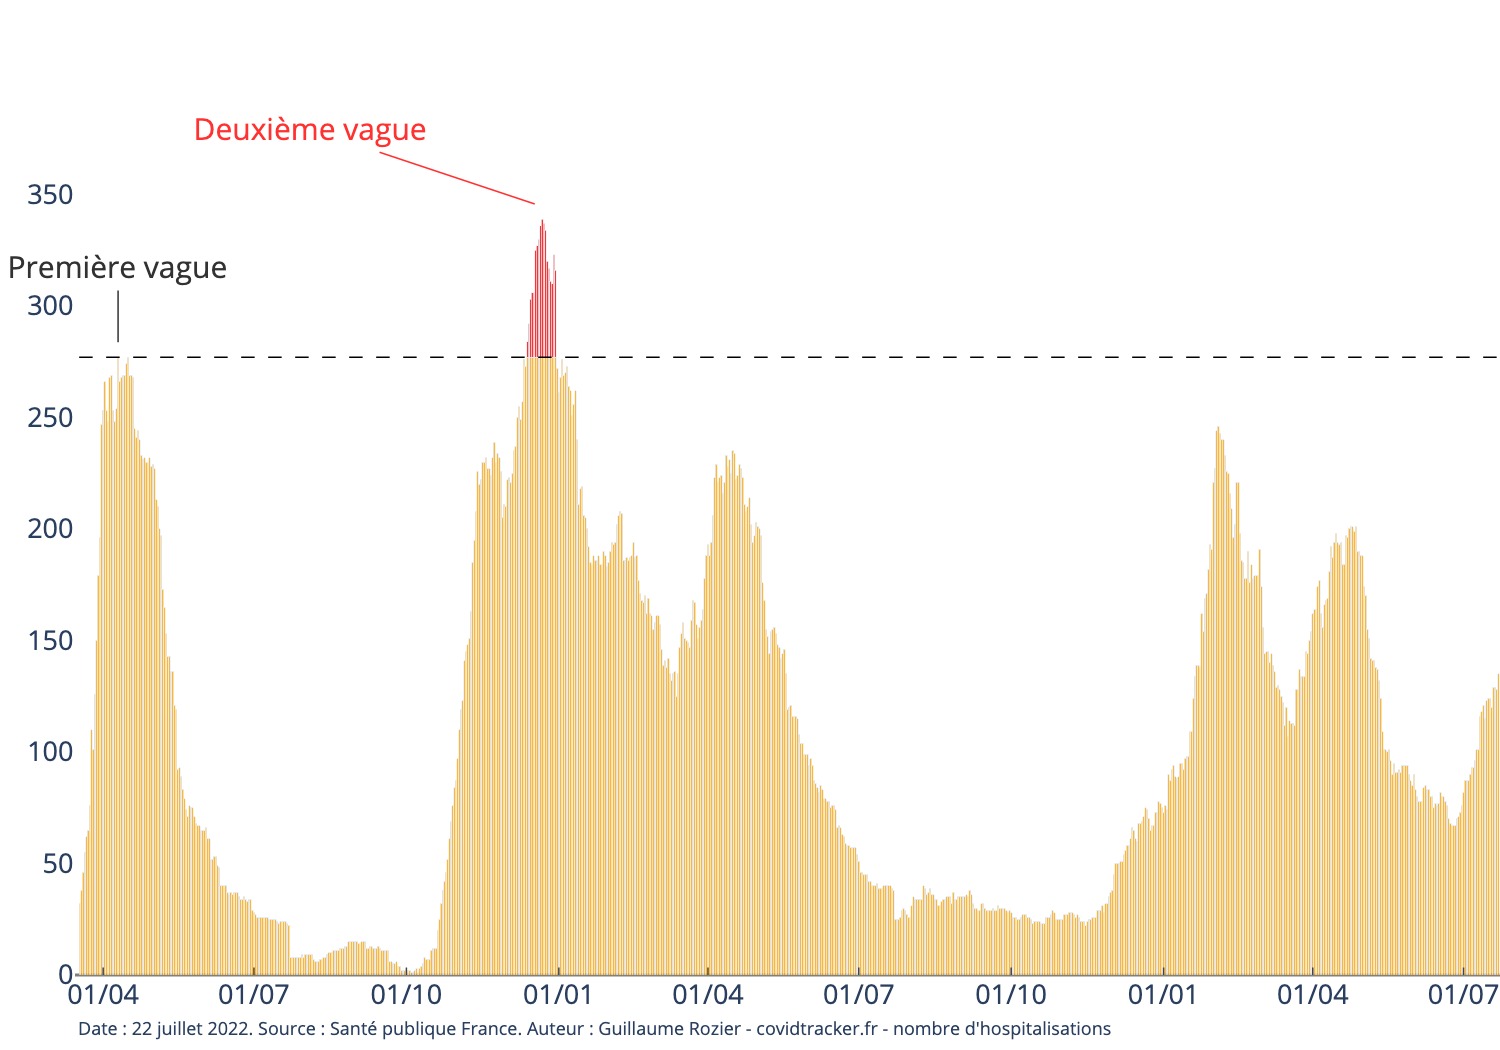 Deuxième vague
350
Première vague
300
250
200
150
100
50
0
01/04 01/07 01/10 01/01 01/04 01/07 01/10 01/01 01/04 01/07
Date : 22 juillet 2022. Source : Santé publique France. Auteur : Guillaume Rozier - covidtracker.fr - nombre d'hospitalisations